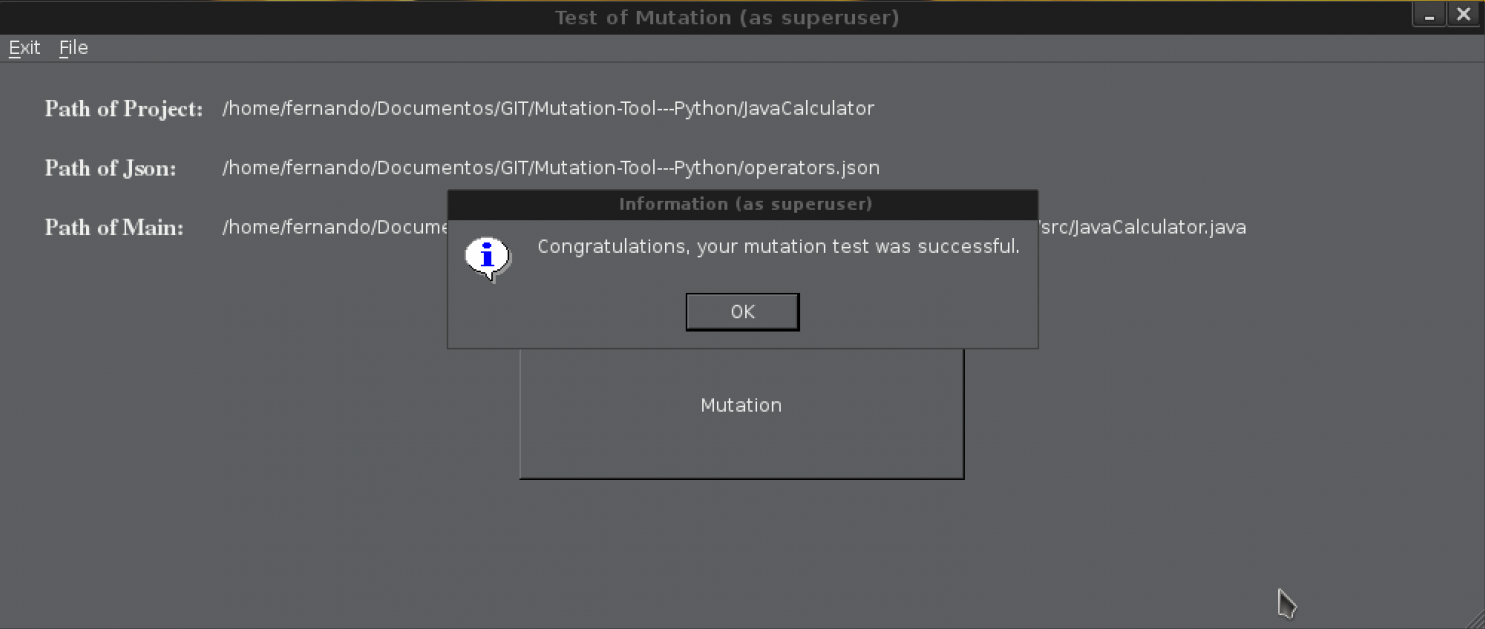 Test of Mutation (as superuser)
Exit File
Path of Project: /home/fernando/Documentos/GIT/Mutation-Tool---Python/JavaCalculator
Path of Json: /home/fernando/Documentos/GIT/Mutation-Tool---Python/operators.json
Information (as superuser)
Path of Main: /home/fernando/Docume /src/JavaCalculator.java
i
Congratulations, your mutation test was successful.
OK
Mutation